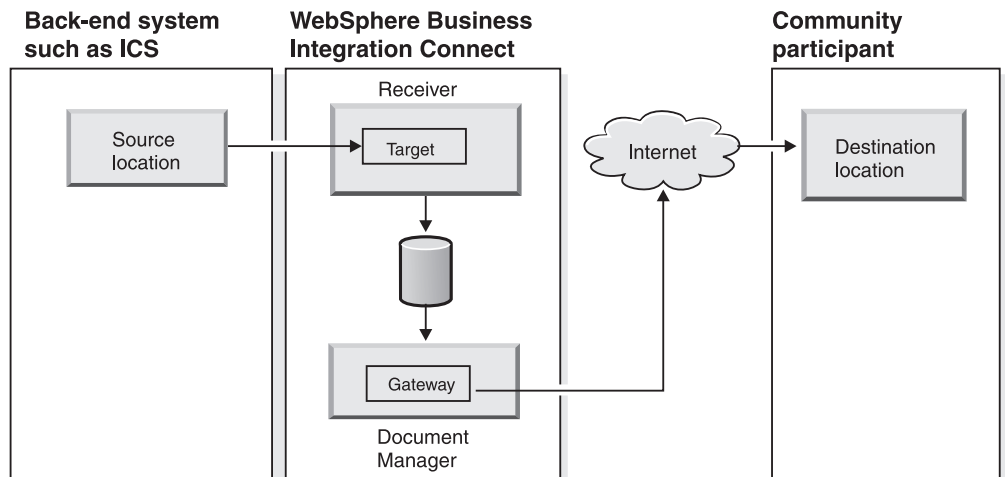 Back-end system
such as ICS
WebSphere Business
Integration Connect
Community
participant
Receiver
Source
location
Target
Internet
Destination
location
Gateway
Document
Manager